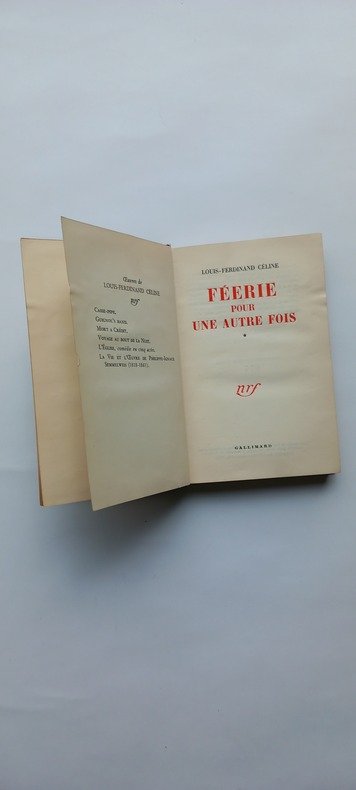 Œuvres de
LOUIS-FERDINAND CÉLINE
nrf
CASSE-PIPE.
GUIGNOL'S BAND.
MORT A CRÉDIT.
VOYAGE AU BOUT DE LA NUIT.
L'ÉGLISE, comédie en cinq actes.
LA VIE ET L'ŒUVRE DE PHILIPPE-IGNACE
SEMMELWEIS (1818-1865).
LOUIS-FERDINAND CÉLINE
FÉERIE
POUR
UNE AUTRE FOIS
*
nrf
GALLIMARD